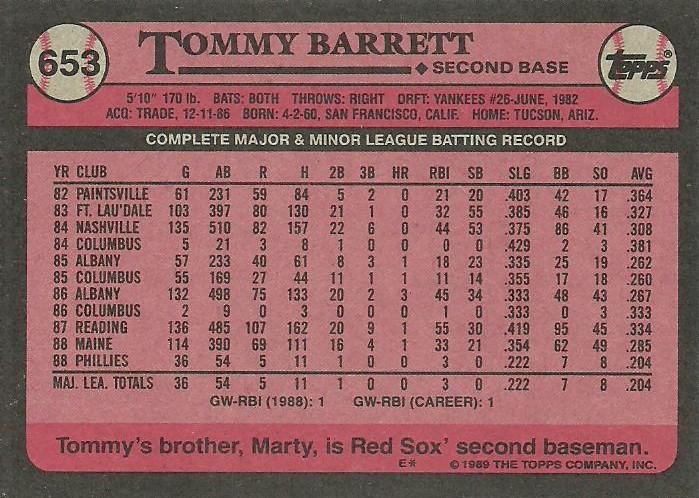 653
TOMMY BARRETT
◆ SECOND BASE
Topps®
5'10" 170 lb. BATS: BOTH THROWS: RIGHT DRFT: YANKEES #26-JUNE, 1982
ACQ: TRADE, 12-11-86 BORN: 4-2-60, SAN FRANCISCO, CALIF. HOME: TUCSON, ARIZ.
COMPLETE MAJOR & MINOR LEAGUE BATTING RECORD
YR CLUB G AB R H 2B 3B HR RBI SB SLG BB SO AVG
82 PAINTSVILLE 61 231 59 84 5 2 0 21 20 .403 42 17 .364
83 FT. LAU'DALE 103 397 80 130 21 1 0 32 55 .385 46 16 .327
84 NASHVILLE 135 510 82 157 22 6 0 44 53 .375 86 41 .308
84 COLUMBUS 5 21 3 8 1 0 0 0 0 .429 2 3 .381
85 ALBANY 57 233 40 61 8 3 1 18 23 .335 25 19 .262
85 COLUMBUS 55 169 27 44 11 1 1 11 14 .355 17 18 .260
86 ALBANY 132 498 75 133 20 2 3 45 34 .333 48 43 .267
86 COLUMBUS 2 9 0 3 0 0 0 1 0 .333 0 3 .333
87 READING 136 485 107 162 20 9 1 55 30 .419 95 45 .334
88 MAINE 114 390 69 111 16 4 1 33 21 .354 62 49 .285
88 PHILLIES 36 54 5 11 1 0 0 3 0 .222 7 8 .204
MAJ. LEA. TOTALS 36 54 5 11 1 0 0 3 0 .222 7 8 .204
GW-RBI (1988): 1 GW-RBI (CAREER): 1
Tommy's brother, Marty, is Red Sox' second baseman.
E* © 1989 THE TOPPS COMPANY, INC.